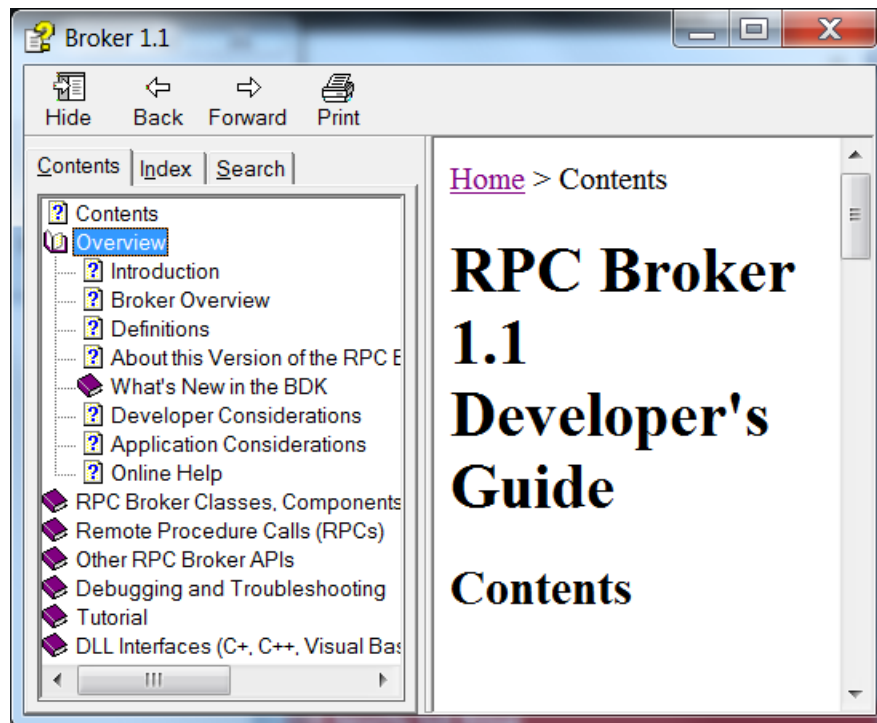 Broker 1.1
Hide Back Forward Print
Contents Index Search
Contents
Overview
Introduction
Broker Overview
Definitions
About this Version of the RPC
What's New in the BDK
Developer Considerations
Application Considerations
Online Help
RPC Broker Classes, Components
Remote Procedure Calls (RPCs)
Other RPC Broker APIs
Debugging and Troubleshooting
Tutorial
DLL Interfaces (C+, C++, Visual Bas
Home > Contents
RPC Broker
1.1
Developer's
Guide
Contents